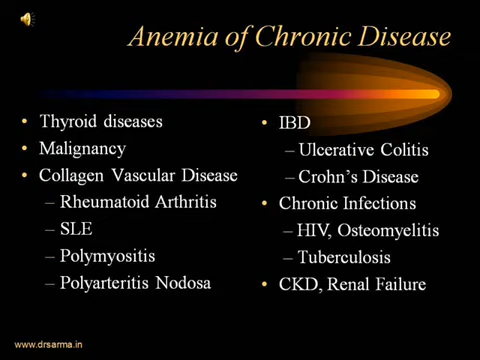 Anemia of Chronic Disease
• Thyroid diseases
• Malignancy
• Collagen Vascular Disease
– Rheumatoid Arthritis
– SLE
– Polymyositis
– Polyarteritis Nodosa
• IBD
– Ulcerative Colitis
– Crohn's Disease
• Chronic Infections
– HIV, Osteomyelitis
– Tuberculosis
• CKD, Renal Failure
www.drsarma.in